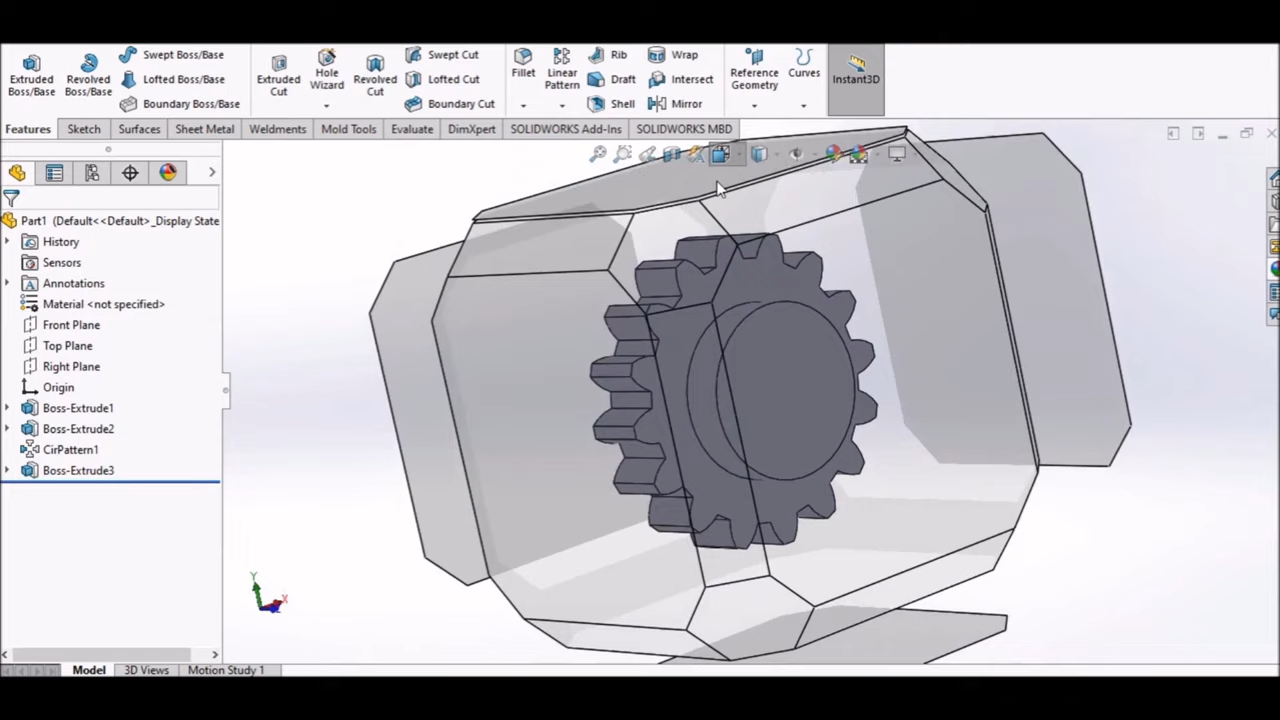 Extruded Boss/Base
Revolved Boss/Base
Swept Boss/Base
Lofted Boss/Base
Boundary Boss/Base
Extruded Cut
Hole Wizard
Revolved Cut
Swept Cut
Lofted Cut
Boundary Cut
Fillet
Linear Pattern
Rib
Draft
Shell
Wrap
Intersect
Mirror
Reference Geometry
Curves
Instant3D
Features Sketch Surfaces Sheet Metal Weldments Mold Tools Evaluate DimXpert SOLIDWORKS Add-Ins SOLIDWORKS MBD
Part1 (Default<<Default>_Display State
History
Sensors
Annotations
Material <not specified>
Front Plane
Top Plane
Right Plane
Origin
Boss-Extrude1
Boss-Extrude2
CirPattern1
Boss-Extrude3
Y
X
Model 3D Views Motion Study 1